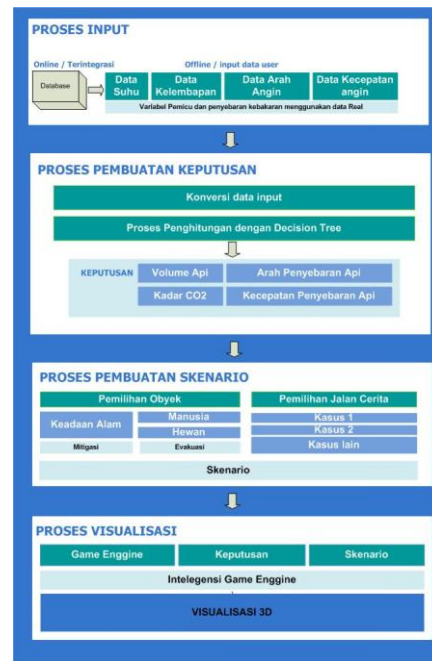 PROSES INPUT
Online / Terintegrasi
Offline / input data user
Database
Data Suhu
Data Kelembapan
Data Arah Angin
Data Kecepatan angin
Variabel Pemicu dan penyebaran kebakaran menggunakan data Real
PROSES PEMBUATAN KEPUTUSAN
Konversi data input
Proses Penghitungan dengan Decision Tree
KEPUTUSAN
Volume Api
Arah Penyebaran Api
Kadar CO2
Kecepatan Penyebaran Api
PROSES PEMBUATAN SKENARIO
Pemilihan Obyek
Pemilihan Jalan Cerita
Keadaan Alam
Manusia
Hewan
Kasus 1
Kasus 2
Kasus lain
Mitigasi
Evakuasi
Skenario
PROSES VISUALISASI
Game Enggine
Keputusan
Skenario
Intelegensi Game Enggine
VISUALISASI 3D